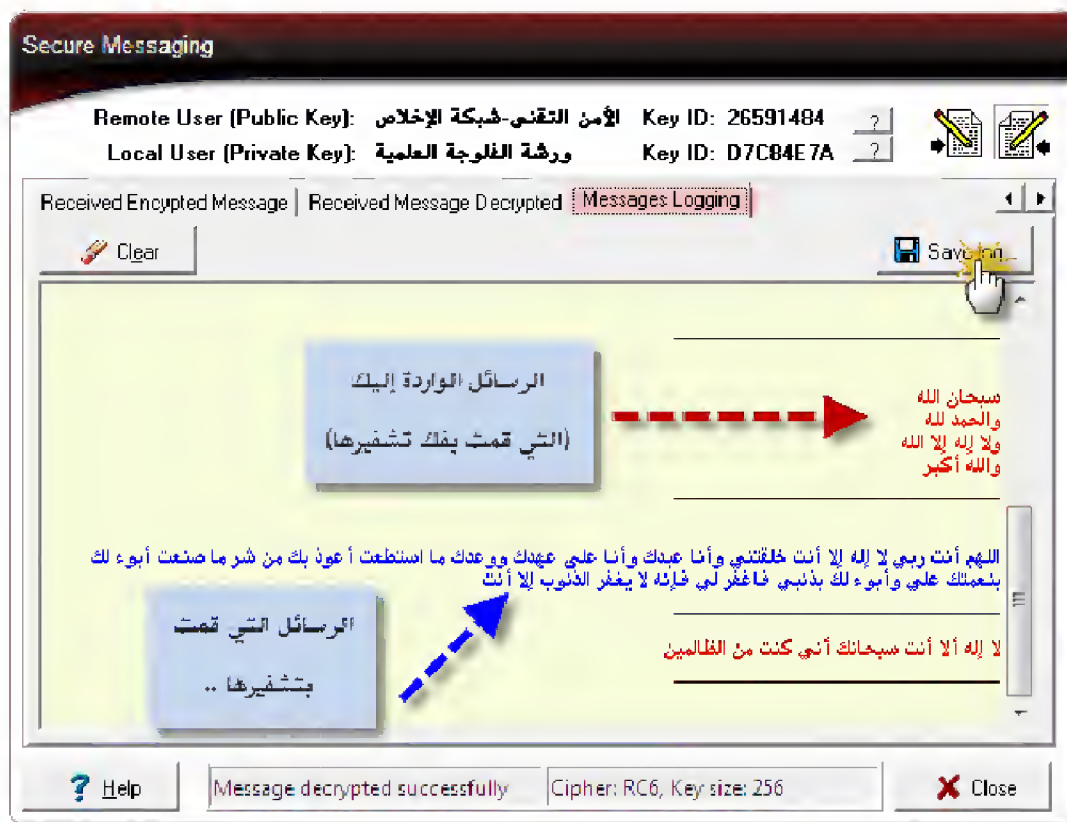 Secure Messaging
Remote User (Public Key): الأمن التقني-شبكة الإخلاص Key ID: 26591484 ?
Local User (Private Key): ورشة الفلوجة العلمية Key ID: D7C84E7A ?
Received Encypted Message Received Message Decrypted Messages Logging
Clear
الرسائل الواردة إليك
(التي قمت بفك تشفيرها)
سبحان الله
والحمد لله
ولا إله إلا الله
والله أكبر
اللهم أنت ربي لا إله إلا أنت خلقتني وأنا عبدك وأنا على عهدك ووعدك ما استطعت أعوذ بك من شر ما صنعت أبوء لك
بنعمتك علي وأبوء لك بذنبي فاغفر لي فإنه لا يغفر الذنوب إلا أنت
الرسائل التي قمت
بتشفيرها ..
لا إله ألا أنت سبحانك أني كنت من الظالمين
? Help
Message decrypted successfully
Cipher: RC6, Key size: 256
Close